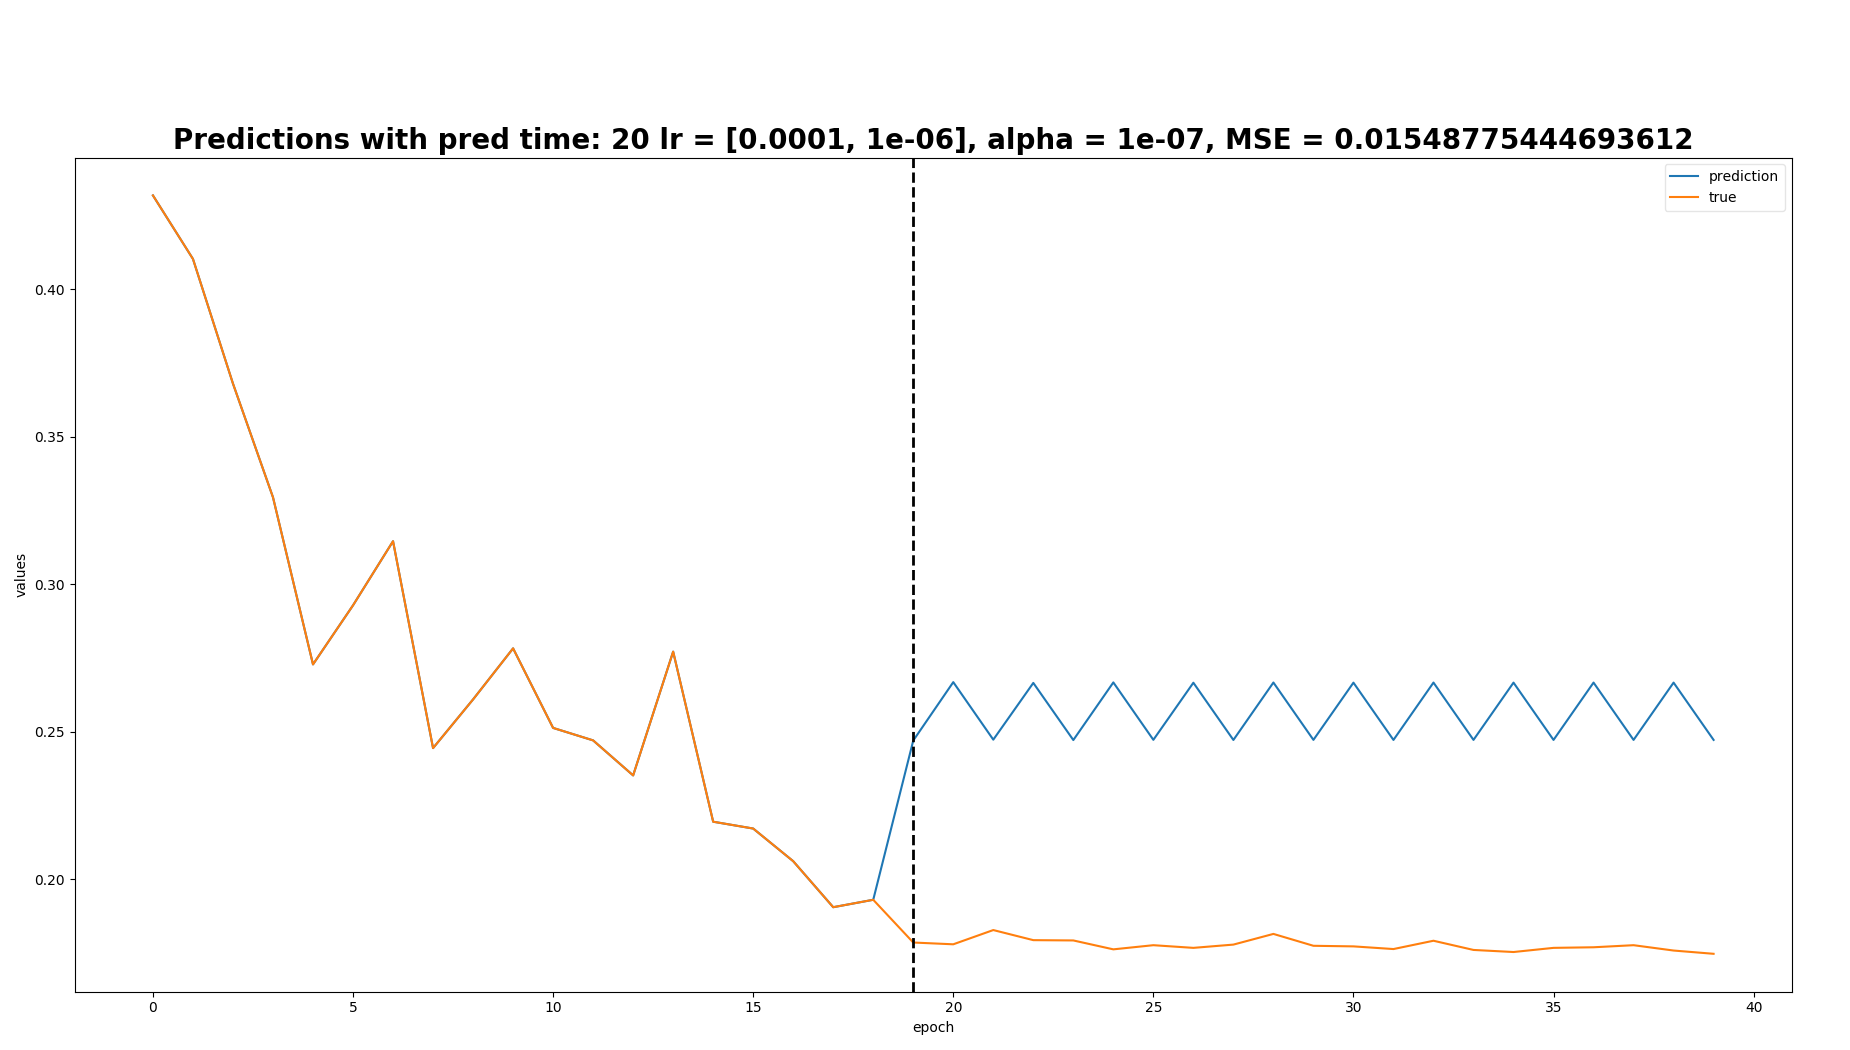 Predictions with pred time: 20 lr = [0.0001, 1e-06], alpha = 1e-07, MSE = 0.01548775444693612
prediction
true
0.40
0.35
0.30
0.25
0.20
values
0 5 10 15 20 25 30 35 40
epoch